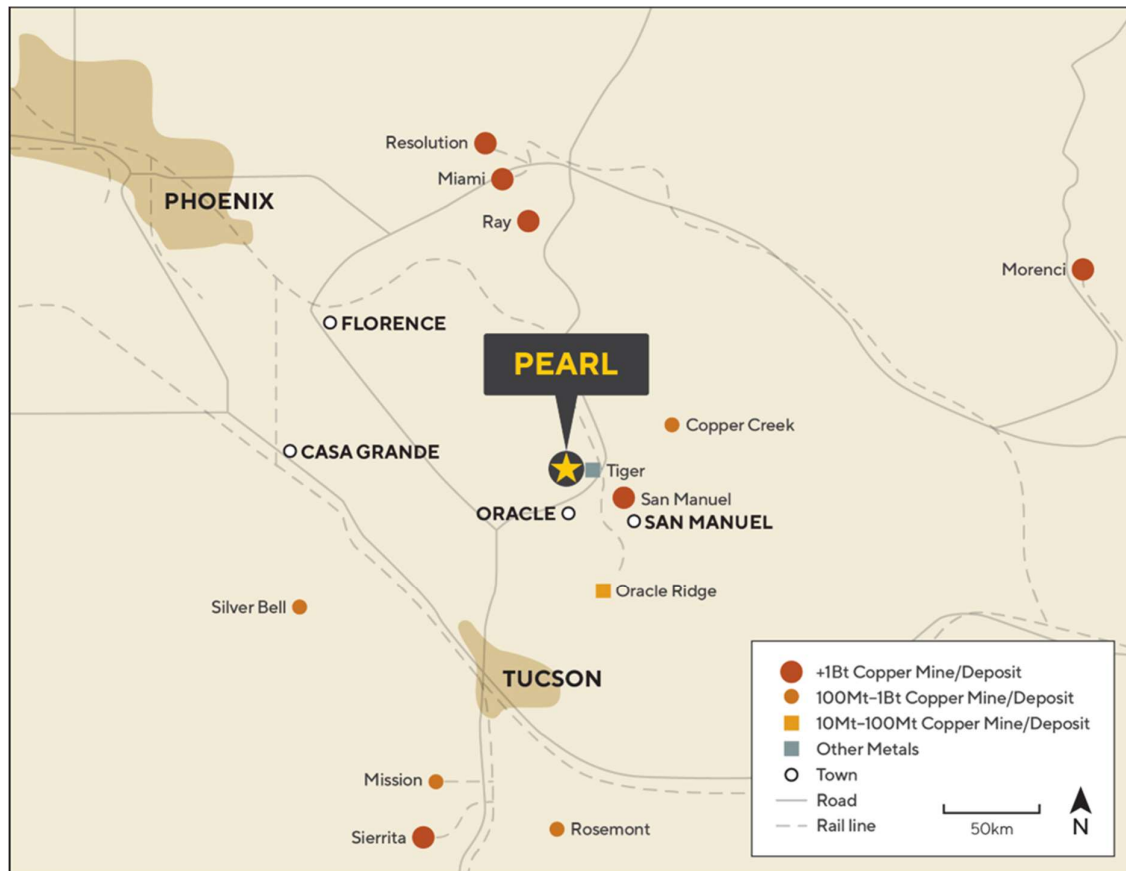 Resolution
Miami
PHOENIX
Ray
Morenci
FLORENCE
PEARL
Copper Creek
CASA GRANDE
Tiger
San Manuel
ORACLE
SAN MANUEL
Oracle Ridge
Silver Bell
TUCSON
Mission
Sierrita
Rosemont
+1Bt Copper Mine/Deposit
100Mt–1Bt Copper Mine/Deposit
10Mt–100Mt Copper Mine/Deposit
Other Metals
Town
Road
Rail line
50km
N